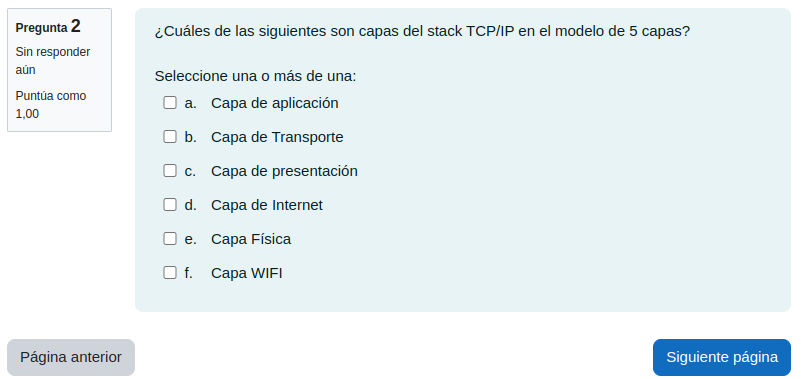 Pregunta 2
Sin responder
aún
Puntúa como
1,00
¿Cuáles de las siguientes son capas del stack TCP/IP en el modelo de 5 capas?
Seleccione una o más de una:
a. Capa de aplicación
b. Capa de Transporte
c. Capa de presentación
d. Capa de Internet
e. Capa Física
f. Capa WIFI
Página anterior
Siguiente página